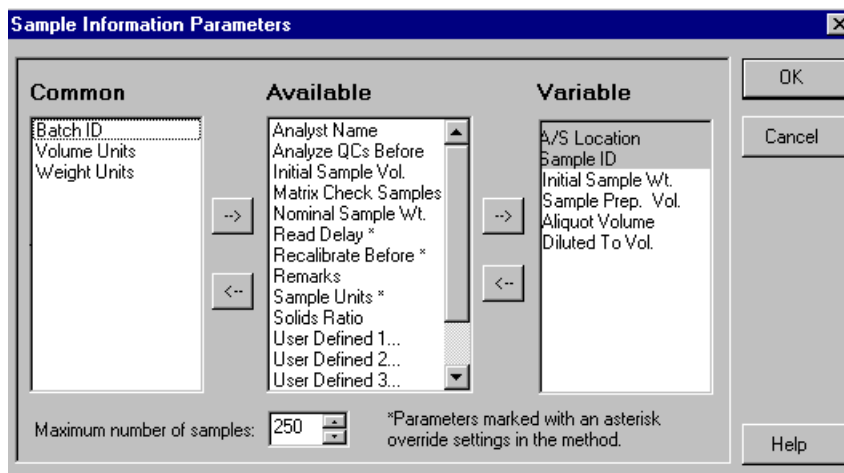 Sample Information Parameters
Common
Available
Variable
Batch ID
Volume Units
Weight Units
Analyst Name
Analyze QCs Before
Initial Sample Vol.
Matrix Check Samples
Nominal Sample Wt.
Read Delay *
Recalibrate Before *
Remarks
Sample Units *
Solids Ratio
User Defined 1...
User Defined 2...
User Defined 3...
A/S Location
Sample ID
Initial Sample Wt.
Sample Prep. Vol.
Aliquot Volume
Diluted To Vol.
-->
<--
-->
<--
OK
Cancel
Help
Maximum number of samples: 250
*Parameters marked with an asterisk
override settings in the method.